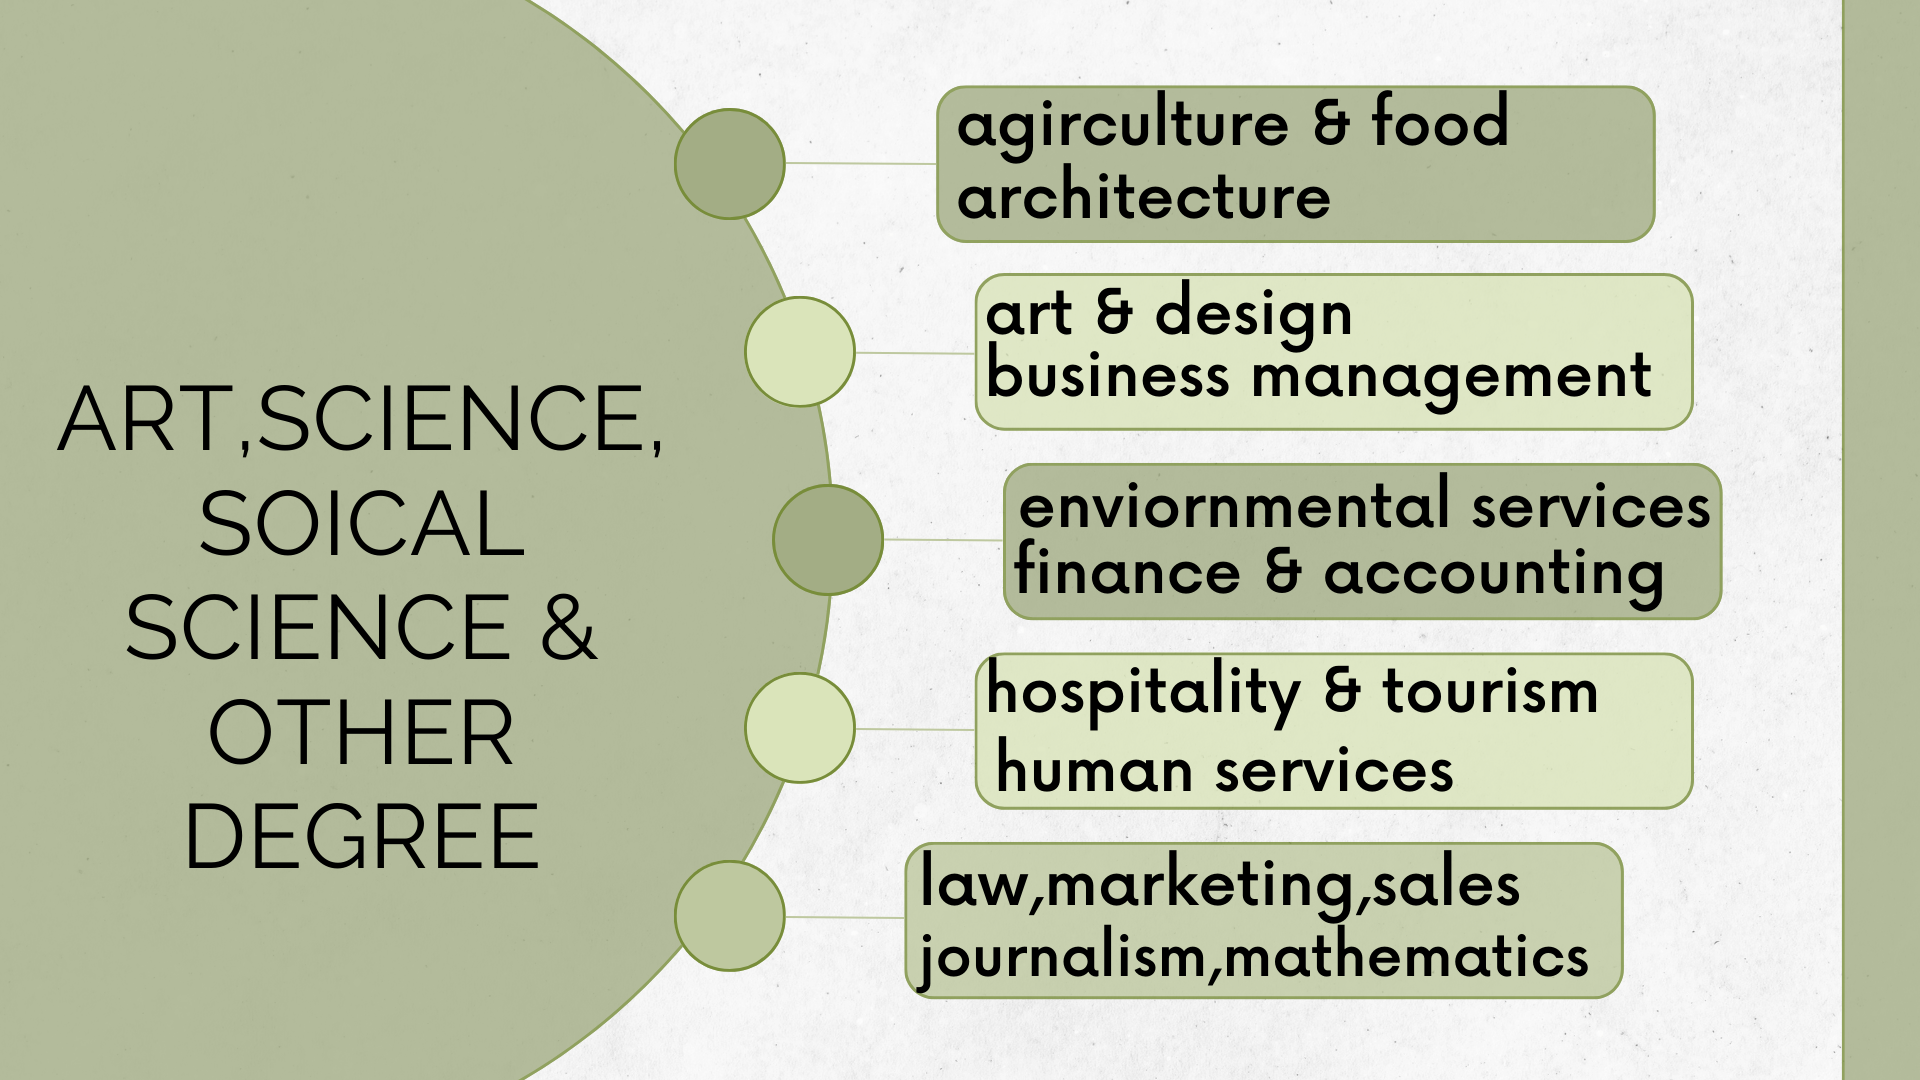 ART,SCIENCE,
SOICAL
SCIENCE &
OTHER
DEGREE
agirculture & food
architecture
art & design
business management
enviornmental services
finance & accounting
hospitality & tourism
human services
law,marketing,sales
journalism,mathematics